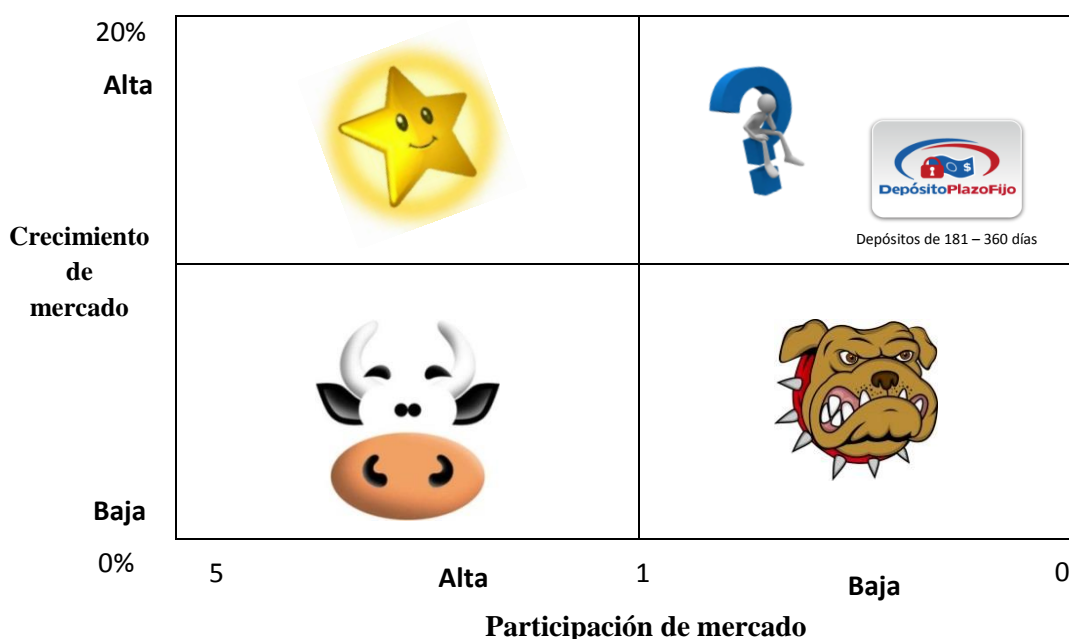 20%
Alta
$
DepósitoPlazoFijo
Depósitos de 181 – 360 días
Crecimiento
de
mercado
Baja
0%
5
Alta
1
Baja
0
Participación de mercado